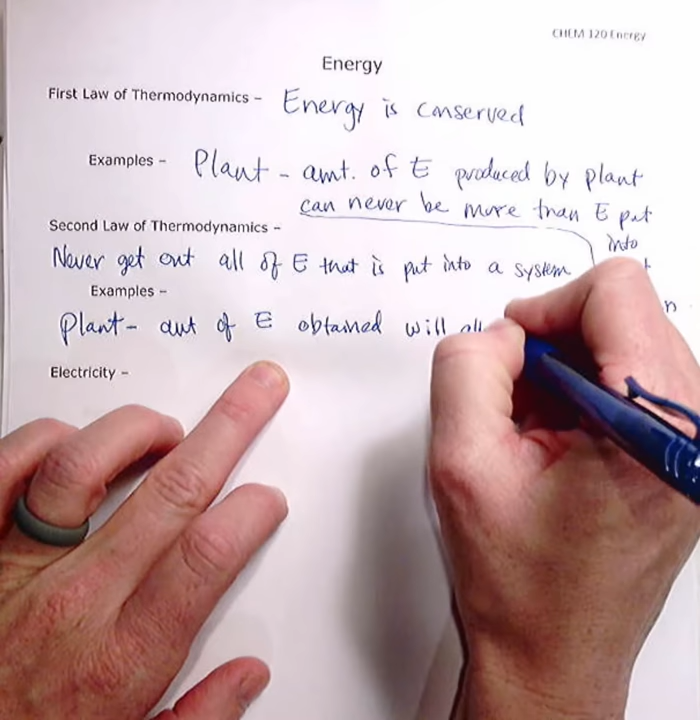 CHEM 120 Energy
Energy
First Law of Thermodynamics – Energy is conserved
Examples – Plant - amt. of E produced by plant
can never be more than E put
into
Second Law of Thermodynamics –
Never get out all of E that is put into a system
Examples –
Plant - amt of E obtained will
Electricity –